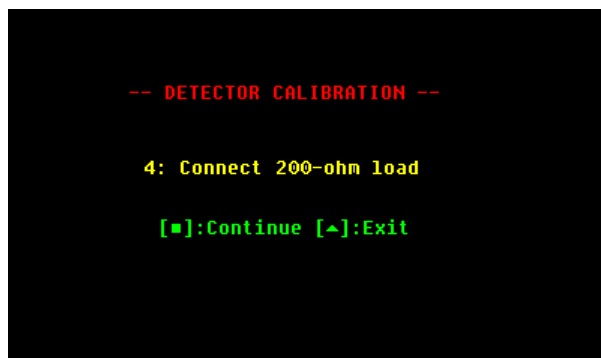 -- DETECTOR CALIBRATION --
4: Connect 200-ohm load
[■]:Continue [▲]:Exit